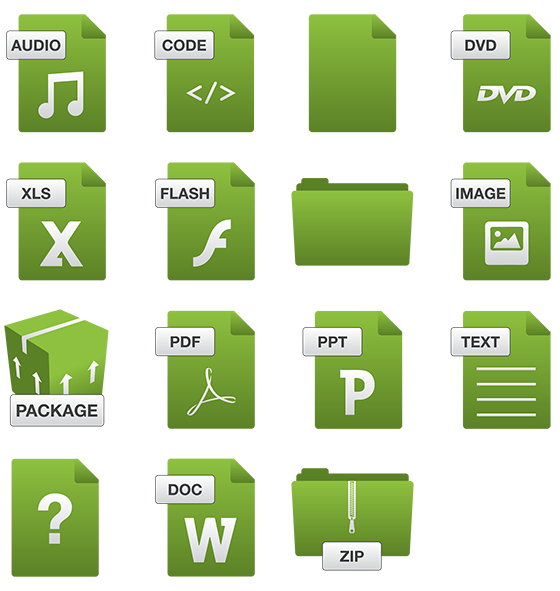 AUDIO
CODE
</>
DVD
DVD
XLS
X
FLASH
f
IMAGE
PACKAGE
PDF
PPT
P
TEXT
?
DOC
W
ZIP